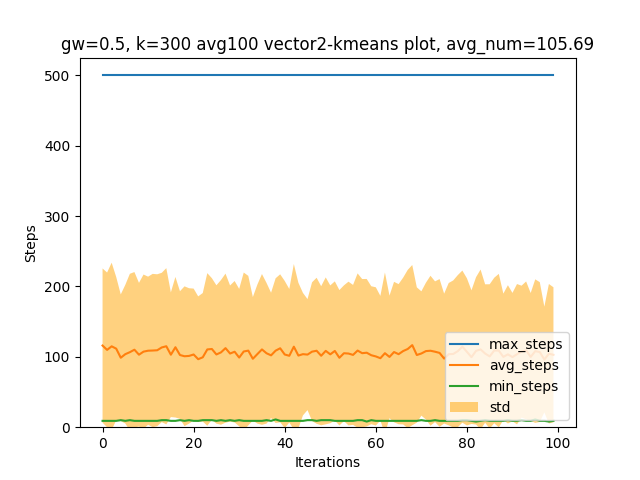 gw=0.5, k=300 avg100 vector2-kmeans plot, avg_num=105.69
500
400
300
200
100
0
Steps
max_steps
avg_steps
min_steps
std
0 20 40 60 80 100
Iterations